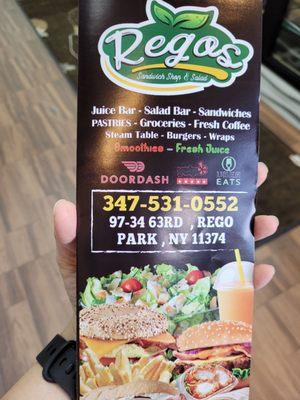 Regos
Sandwich Shop & Salad
Juice Bar - Salad Bar - Sandwiches
PASTRIES - Groceries - Fresh Coffee
Steam Table - Burgers - Wraps
Smoothies - Fresh Juice
DOORDASH
EATS
347-531-0552
97-34 63RD , REGO
PARK , NY 11374